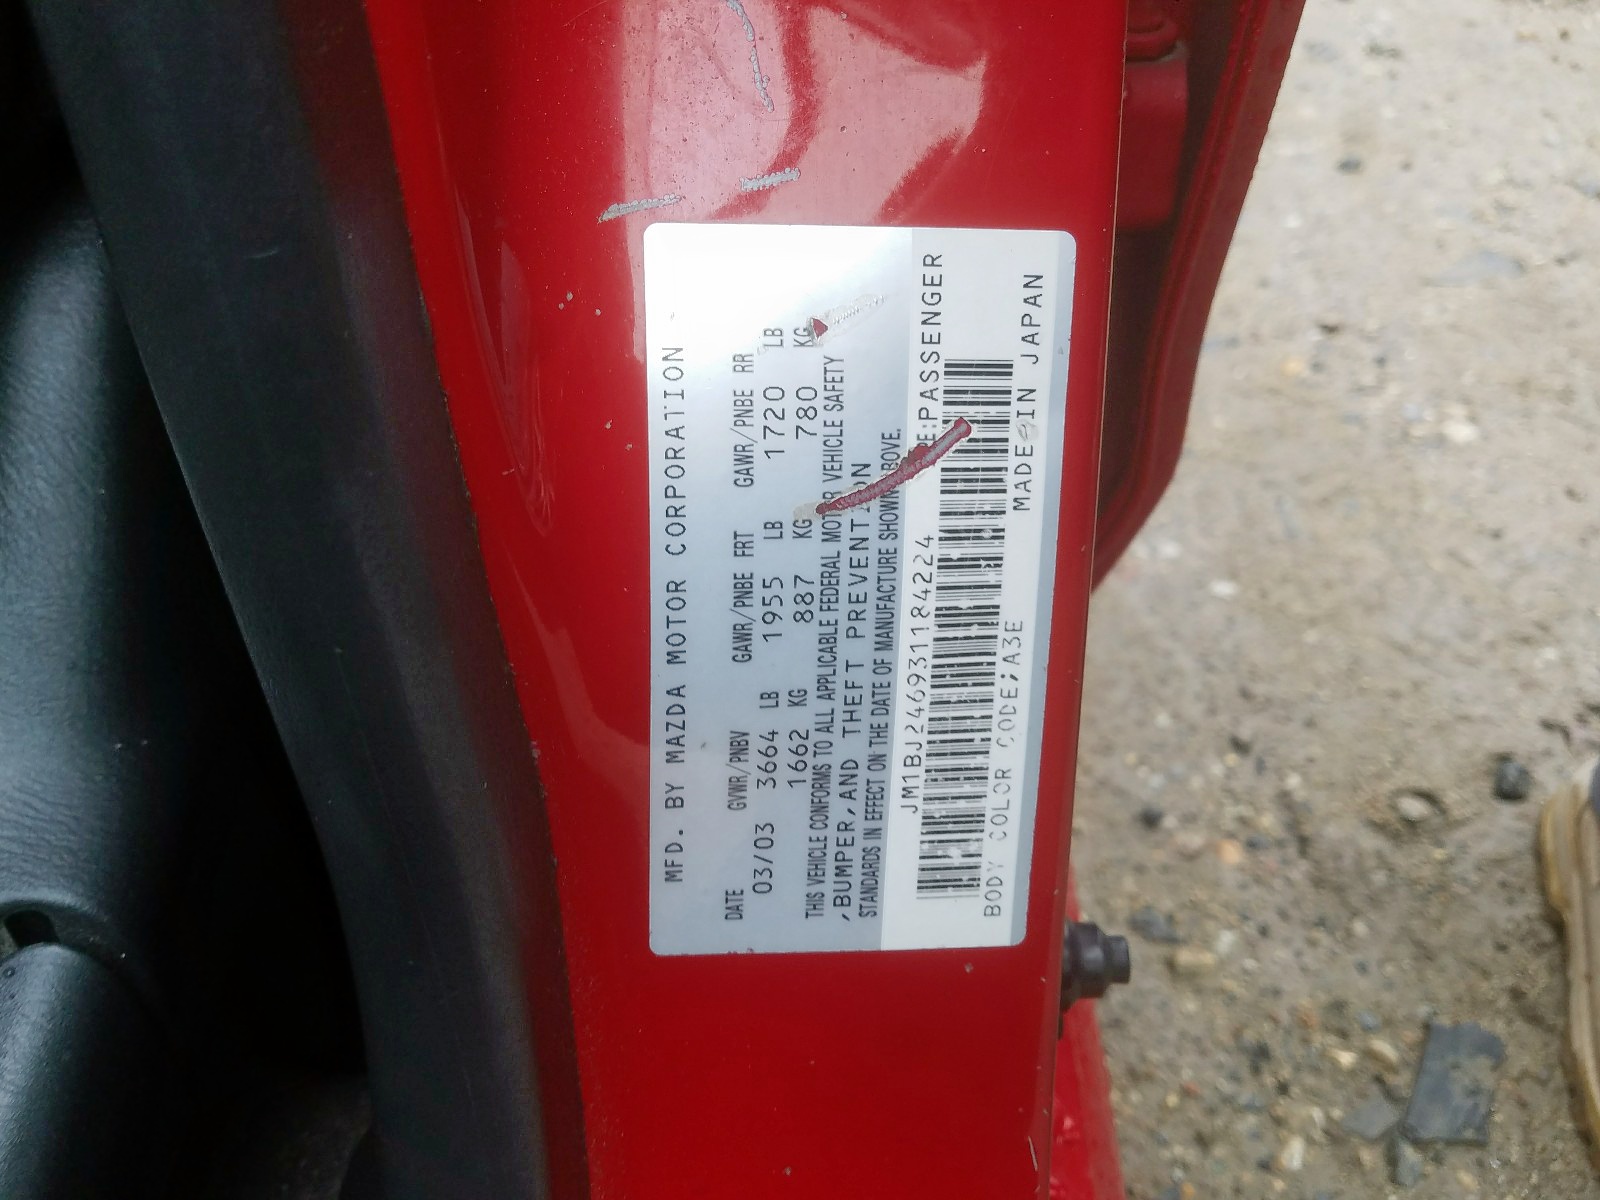 MFD. BY MAZDA MOTOR CORPORATION
DATE GVWR/PNBV GAWR/PNBE FRT GAWR/PNBE RR
03/03 3664 LB 1955 LB 1720 LB
1662 KG 887 KG 780 KG
THIS VEHICLE CONFORMS TO ALL APPLICABLE FEDERAL MOTOR VEHICLE SAFETY
,BUMPER,AND THEFT PREVENTION
STANDARDS IN EFFECT ON THE DATE OF MANUFACTURE SHOWN ABOVE.
JM1BJ246931184224 :PASSENGER
BODY COLOR CODE;A3E MADE IN JAPAN